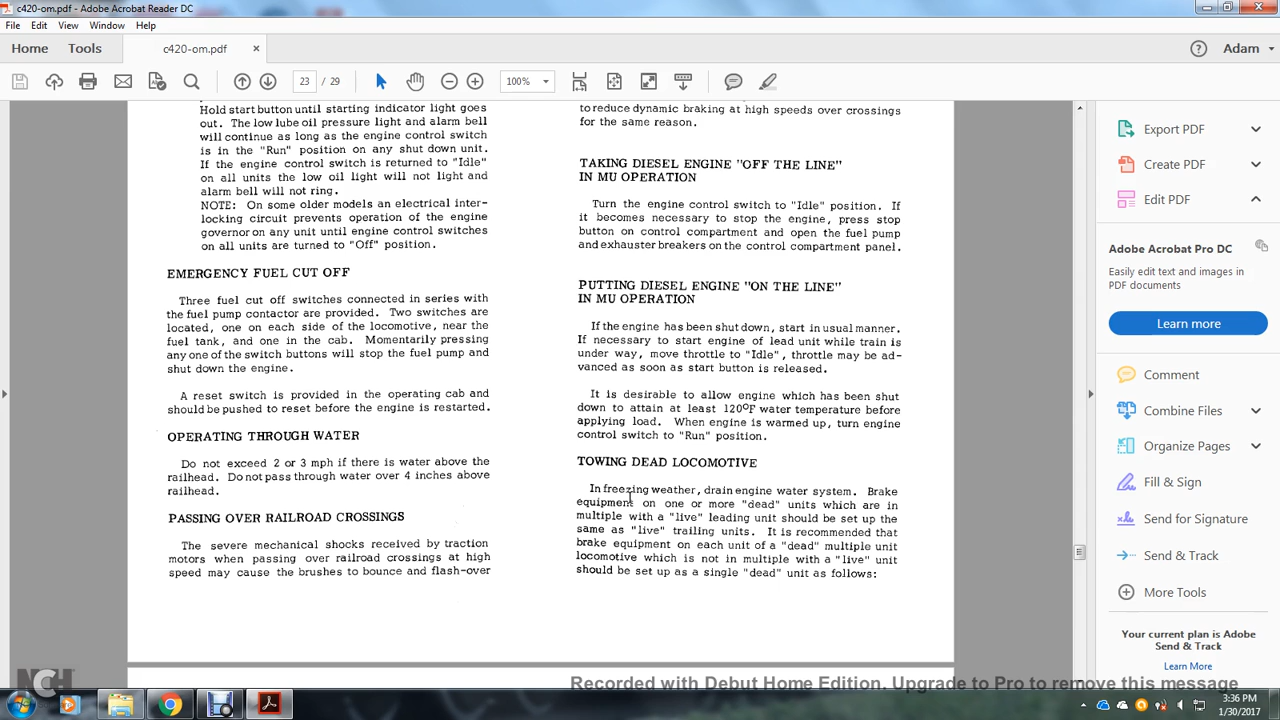 c420-om.pdf - Adobe Acrobat Reader DC
File Edit View Window Help
Home Tools c420-om.pdf × Adam
23 / 29 100%
Hold start button until starting indicator light goes
out. The low lube oil pressure light and alarm bell
will continue as long as the engine control switch
is in the "Run" position on any shut down unit.
If the engine control switch is returned to "Idle"
on all units the low oil light will not light and
alarm bell will not ring.
NOTE: On some older models an electrical inter-
locking circuit prevents operation of the engine
governor on any unit until engine control switches
on all units are turned to "Off" position.
EMERGENCY FUEL CUT OFF
Three fuel cut off switches connected in series with
the fuel pump contactor are provided. Two switches are
located, one on each side of the locomotive, near the
fuel tank, and one in the cab. Momentarily pressing
any one of the switch buttons will stop the fuel pump and
shut down the engine.
A reset switch is provided in the operating cab and
should be pushed to reset before the engine is restarted.
OPERATING THROUGH WATER
Do not exceed 2 or 3 mph if there is water above the
railhead. Do not pass through water over 4 inches above
railhead.
PASSING OVER RAILROAD CROSSINGS
The severe mechanical shocks received by traction
motors when passing over railroad crossings at high
speed may cause the brushes to bounce and flash-over
to reduce dynamic braking at high speeds over crossings
for the same reason.
TAKING DIESEL ENGINE "OFF THE LINE"
IN MU OPERATION
Turn the engine control switch to "Idle" position. If
it becomes necessary to stop the engine, press stop
button on control compartment and open the fuel pump
and exhauster breakers on the control compartment panel.
PUTTING DIESEL ENGINE "ON THE LINE"
IN MU OPERATION
If the engine has been shut down, start in usual manner.
If necessary to start engine of lead unit while train is
under way, move throttle to "Idle", throttle may be ad-
vanced as soon as start button is released.
It is desirable to allow engine which has been shut
down to attain at least 120°F water temperature before
applying load. When engine is warmed up, turn engine
control switch to "Run" position.
TOWING DEAD LOCOMOTIVE
In freezing weather, drain engine water system. Brake
equipment on one or more "dead" units which are in
multiple with a "live" leading unit should be set up the
same as "live" trailing units. It is recommended that
brake equipment on each unit of a "dead" multiple unit
locomotive which is not in multiple with a "live" unit
should be set up as a single "dead" unit as follows:
Export PDF
Create PDF
Edit PDF
Adobe Acrobat Pro DC
Easily edit text and images in
PDF documents
Learn more
Comment
Combine Files
Organize Pages
Fill & Sign
Send for Signature
Send & Track
More Tools
Your current plan is Adobe
Send & Track
Learn More
NCH
Recorded with Debut Home Edition. Upgrade to Pro to remove this message
3:36 PM
1/30/2017